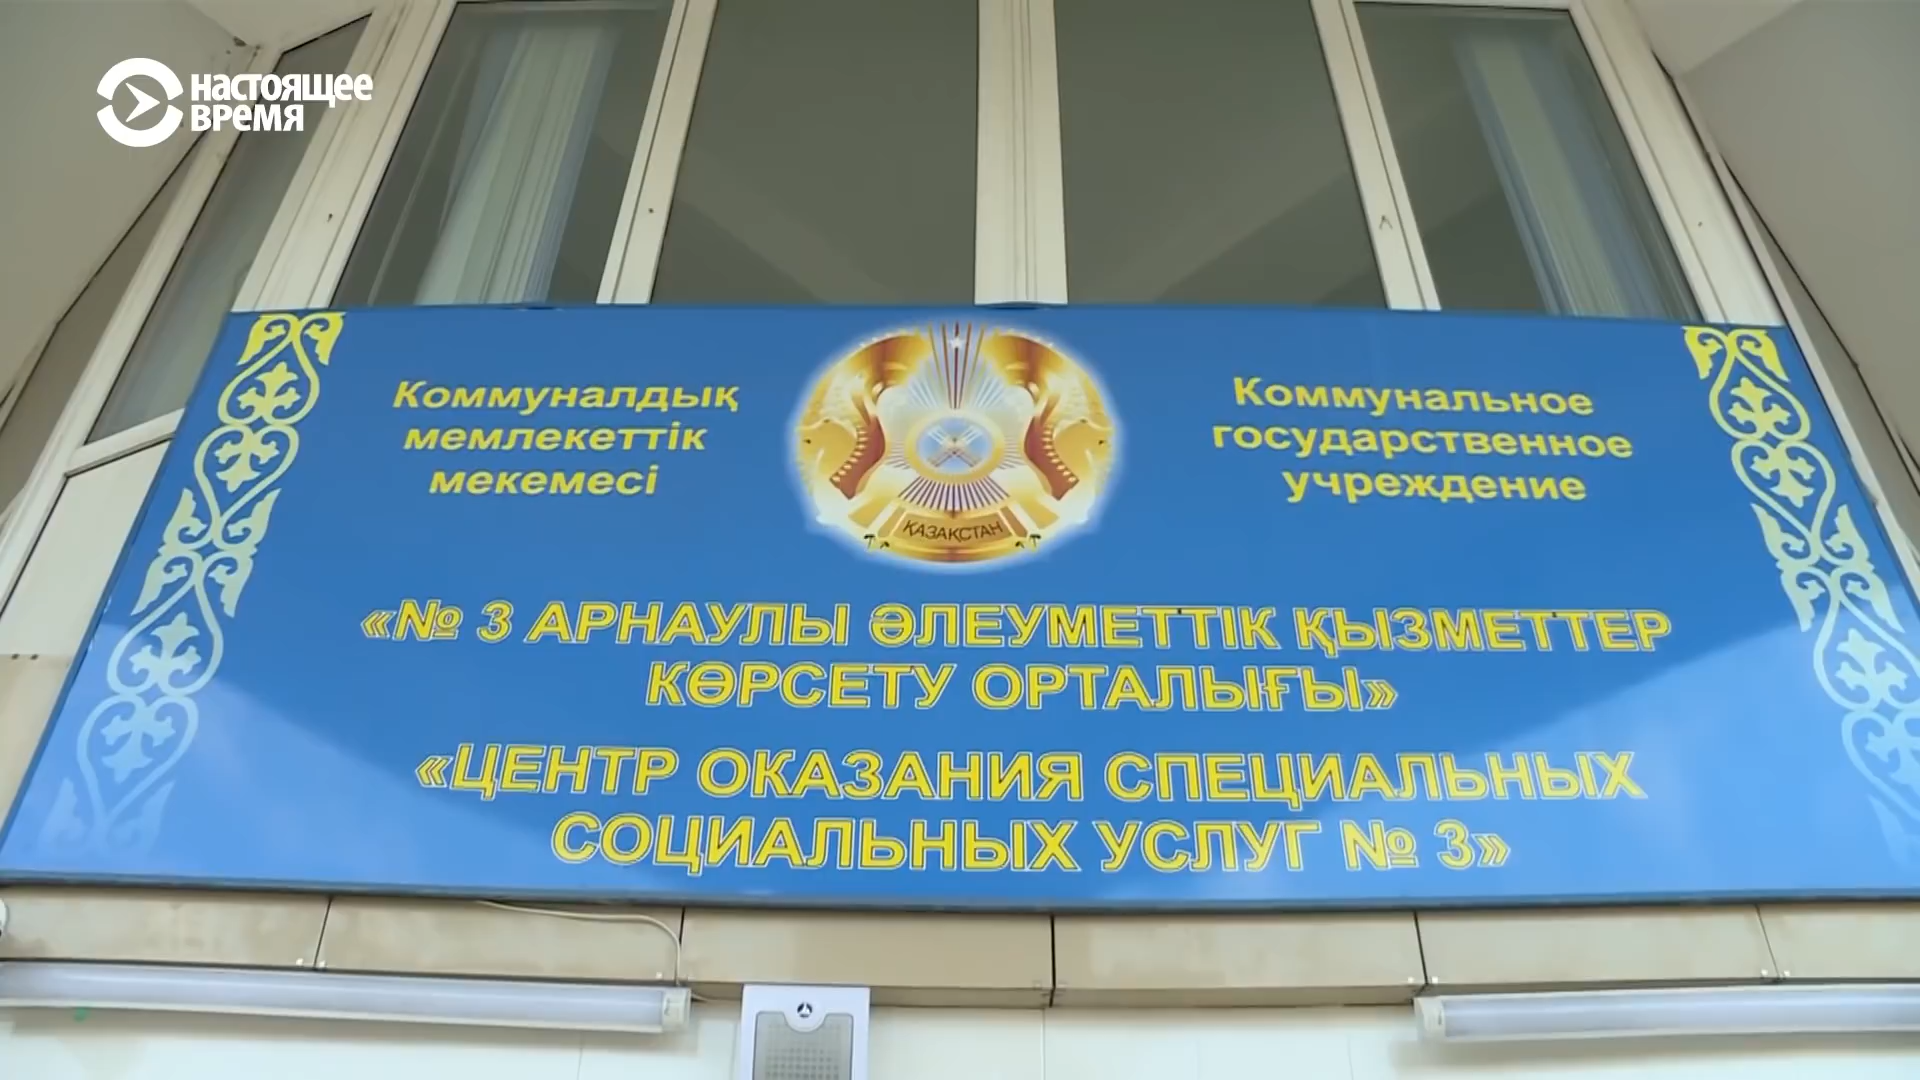 НАСТОЯЩЕЕ
ВРЕМЯ
Коммуналдық
мемлекеттік
мекемесі
ҚАЗАҚСТАН
Коммунальное
государственное
учреждение
«№ 3 АРНАУЛЫ ӘЛЕУМЕТТІК ҚЫЗМЕТТЕР
КӨРСЕТУ ОРТАЛЫҒЫ»
«ЦЕНТР ОКАЗАНИЯ СПЕЦИАЛЬНЫХ
СОЦИАЛЬНЫХ УСЛУГ № 3»